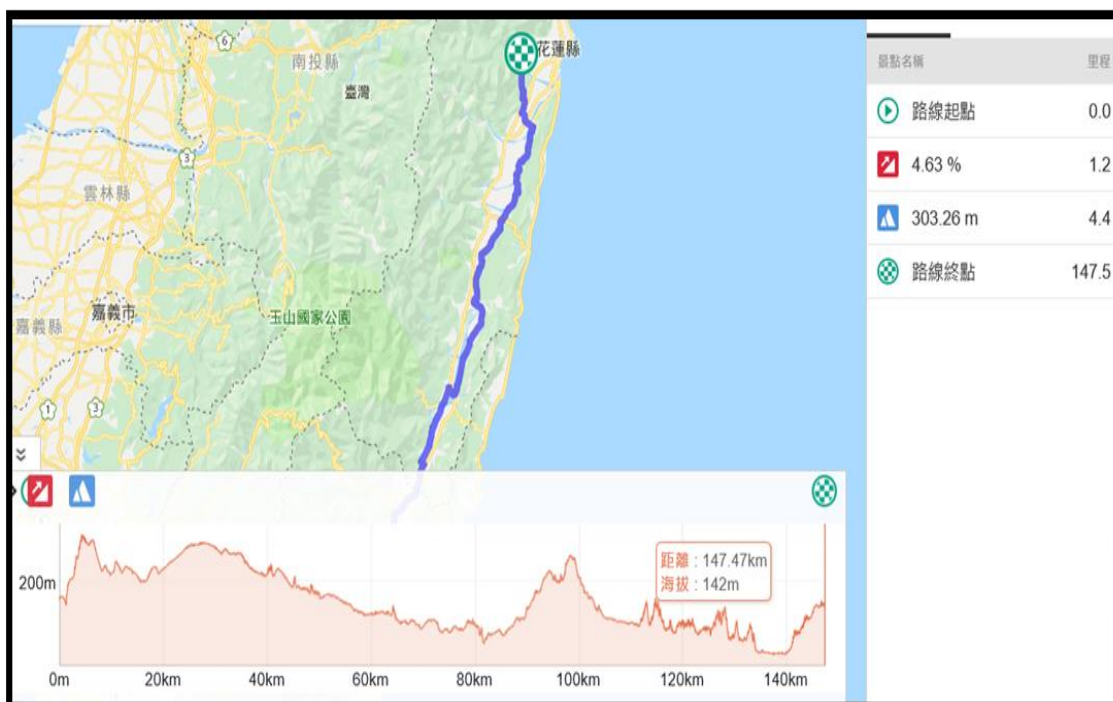 花蓮縣
南投縣
臺灣
6
3
雲林縣
嘉義市
嘉義縣
玉山國家公園
1
3
景點名稱 里程
路線起點 0.0
4.63 % 1.2
303.26 m 4.4
路線終點 147.5
距離 : 147.47km
海拔 : 142m
200m
0m 20km 40km 60km 80km 100km 120km 140km